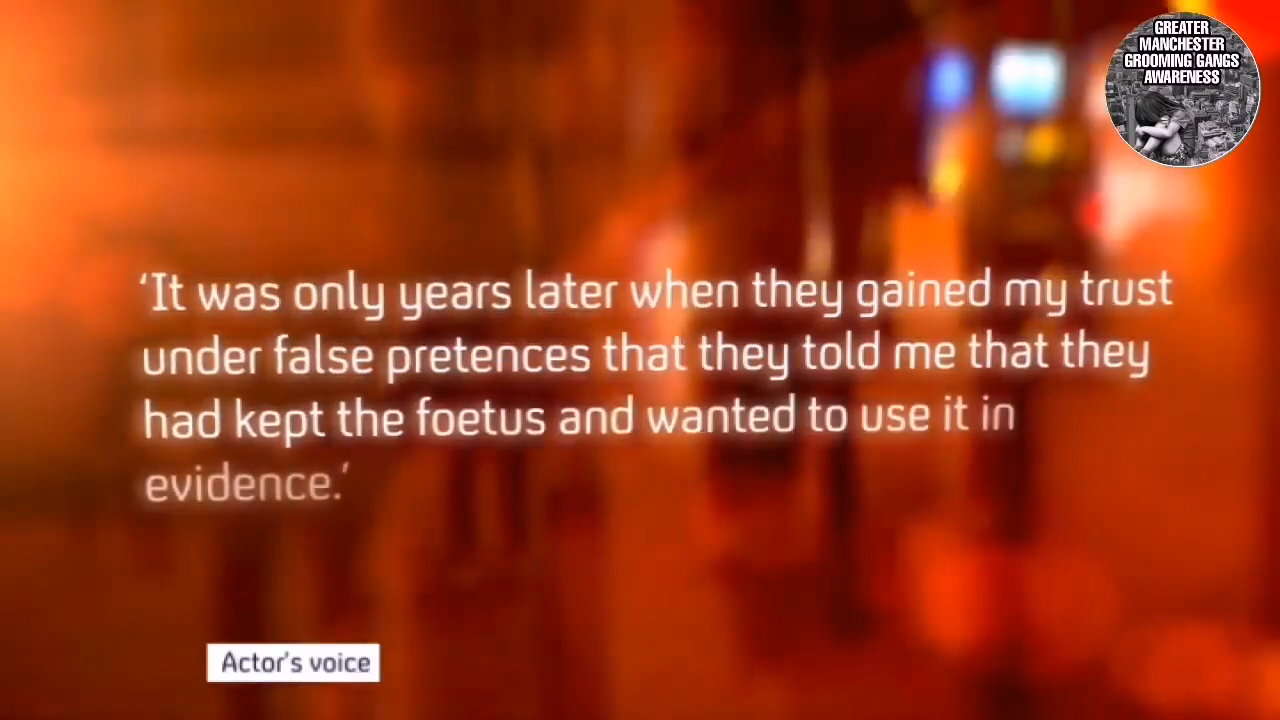 GREATER
MANCHESTER
GROOMING GANGS
AWARENESS
‘It was only years later when they gained my trust
under false pretences that they told me that they
had kept the foetus and wanted to use it in
evidence.’
Actor’s voice